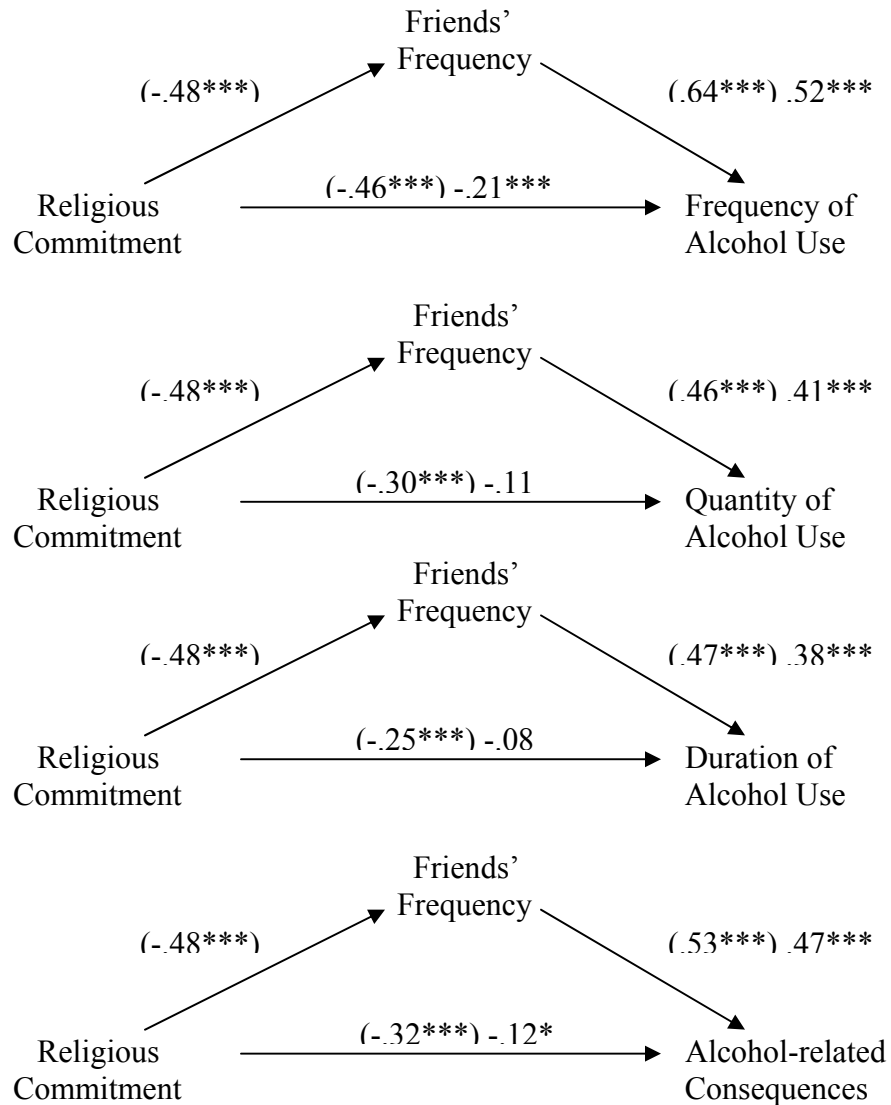 Friends’
Frequency
(-.48***)
(.64***) .52***
(-.46***) -.21***
Religious
Commitment
Frequency of
Alcohol Use
Friends’
Frequency
(-.48***)
(.46***) .41***
(-.30***) -.11
Religious
Commitment
Quantity of
Alcohol Use
Friends’
Frequency
(-.48***)
(.47***) .38***
(-.25***) -.08
Religious
Commitment
Duration of
Alcohol Use
Friends’
Frequency
(-.48***)
(.53***) .47***
(-.32***) -.12*
Religious
Commitment
Alcohol-related
Consequences